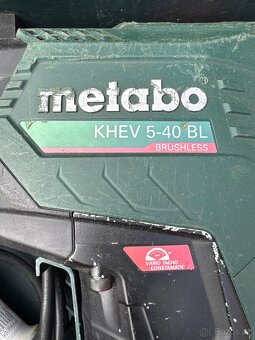 metabo
KHEV 5-40 BL
BRUSHLESS
VARIO TACHO
CONSTAMATIC